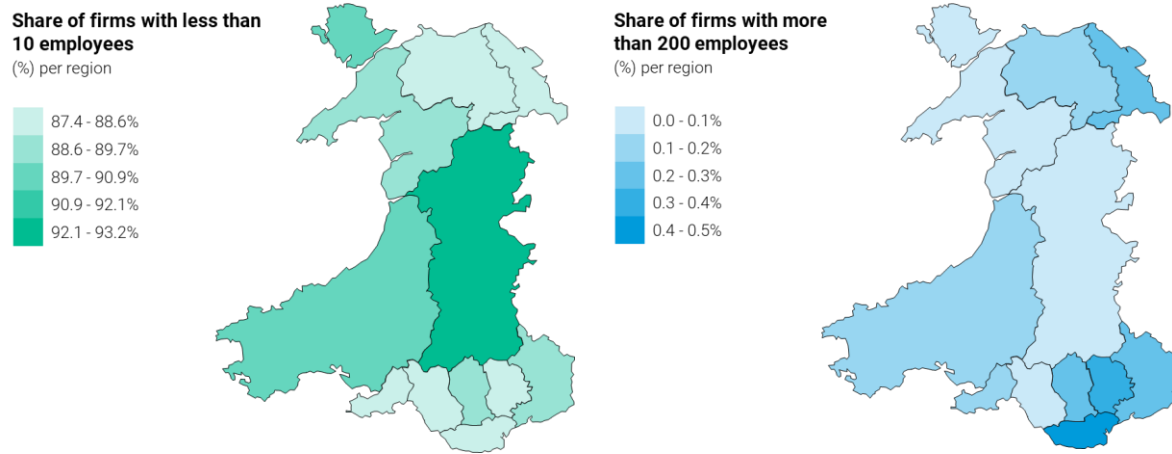 Share of firms with less than
10 employees
(%) per region
87.4 - 88.6%
88.6 - 89.7%
89.7 - 90.9%
90.9 - 92.1%
92.1 - 93.2%
Share of firms with more
than 200 employees
(%) per region
0.0 - 0.1%
0.1 - 0.2%
0.2 - 0.3%
0.3 - 0.4%
0.4 - 0.5%